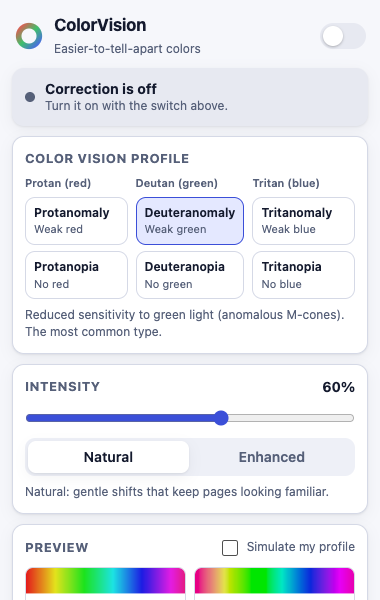 ColorVision
Easier-to-tell-apart colors
Correction is off
Turn it on with the switch above.
COLOR VISION PROFILE
Protan (red)
Deutan (green)
Tritan (blue)
Protanomaly
Weak red
Deuteranomaly
Weak green
Tritanomaly
Weak blue
Protanopia
No red
Deuteranopia
No green
Tritanopia
No blue
Reduced sensitivity to green light (anomalous M-cones).
The most common type.
INTENSITY
60%
Natural
Enhanced
Natural: gentle shifts that keep pages looking familiar.
PREVIEW
Simulate my profile